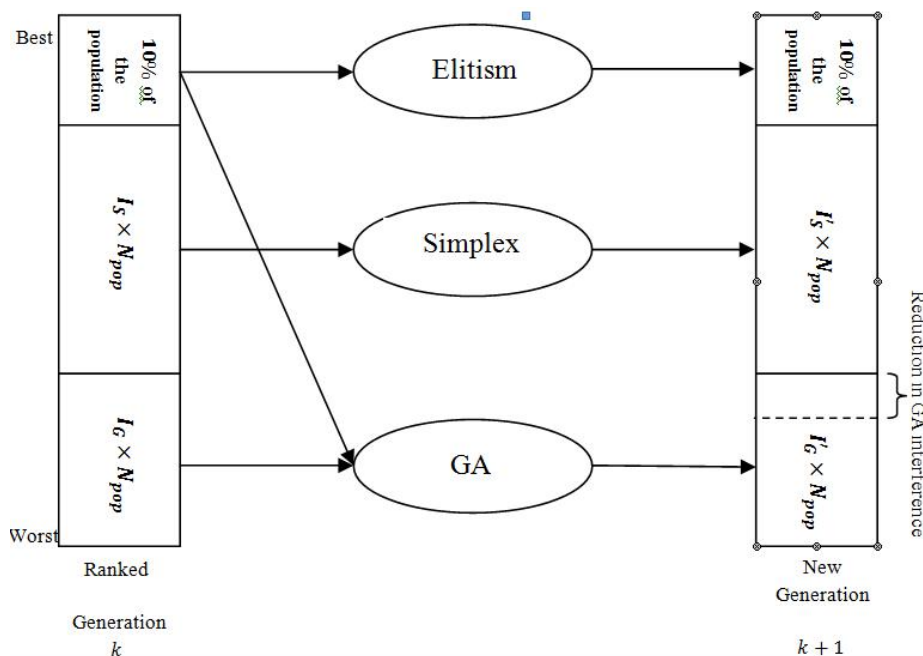 Best
10% of
the
population
I_S × N_pop
I_G × N_pop
Worst
Ranked
Generation
k
Elitism
Simplex
GA
10% of
the
population
I'_S × N_pop
I'_G × N_pop
Reduction in GA interference
New
Generation
k + 1